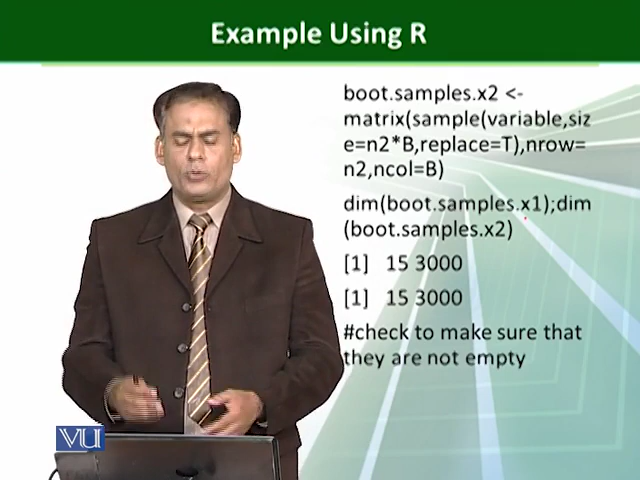 Example Using R
boot.samples.x2 <-
matrix(sample(variable,siz
e=n2*B,replace=T),nrow=
n2,ncol=B)
dim(boot.samples.x1);dim
(boot.samples.x2)
[1]   15 3000
[1]   15 3000
#check to make sure that
they are not empty
VU